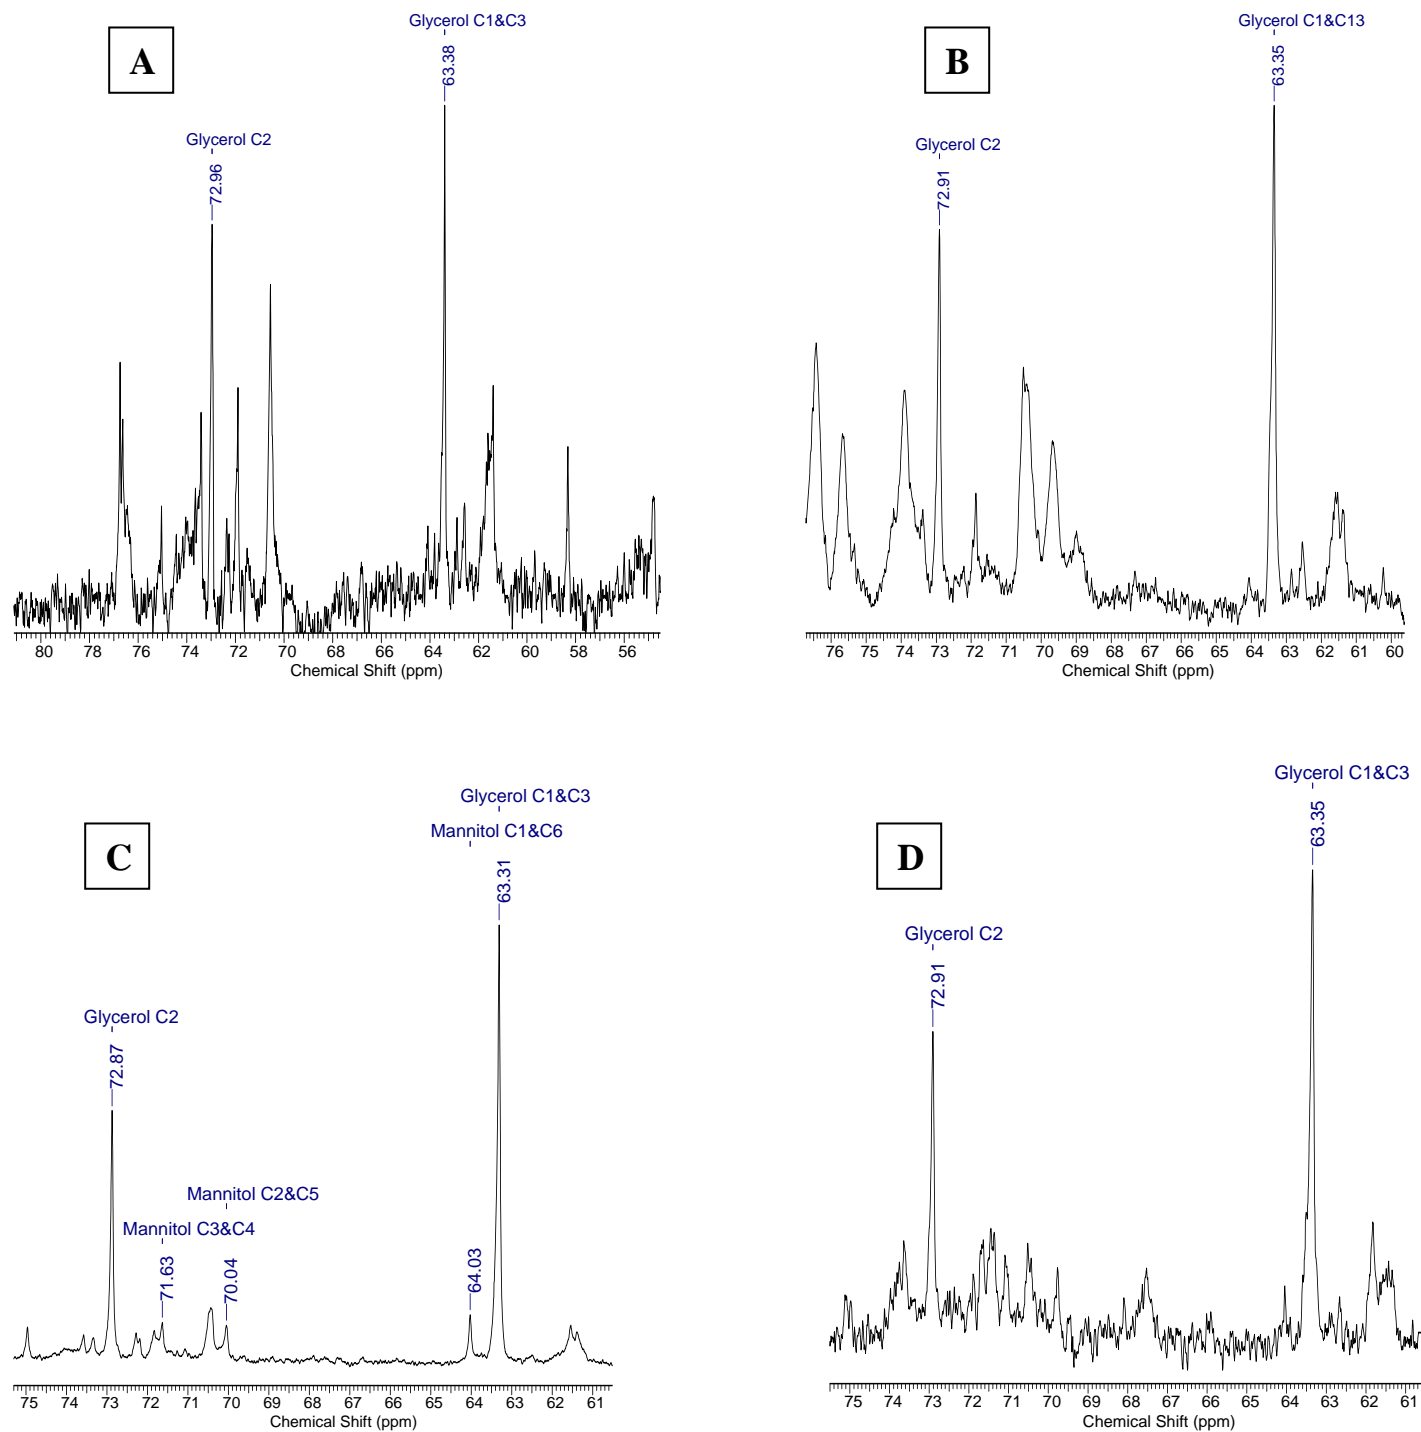 A
Glycerol C1&C3
63.38
Glycerol C2
72.96
80 78 76 74 72 70 68 66 64 62 60 58 56
Chemical Shift (ppm)
B
Glycerol C1&C13
63.35
Glycerol C2
72.91
76 75 74 73 72 71 70 69 68 67 66 65 64 63 62 61 60
Chemical Shift (ppm)
C
Glycerol C1&C3
Mannitol C1&C6
63.31
Glycerol C2
72.87
Mannitol C2&C5
Mannitol C3&C4
71.63
70.04
64.03
75 74 73 72 71 70 69 68 67 66 65 64 63 62 61
Chemical Shift (ppm)
D
Glycerol C1&C3
63.35
Glycerol C2
72.91
75 74 73 72 71 70 69 68 67 66 65 64 63 62 61
Chemical Shift (ppm)